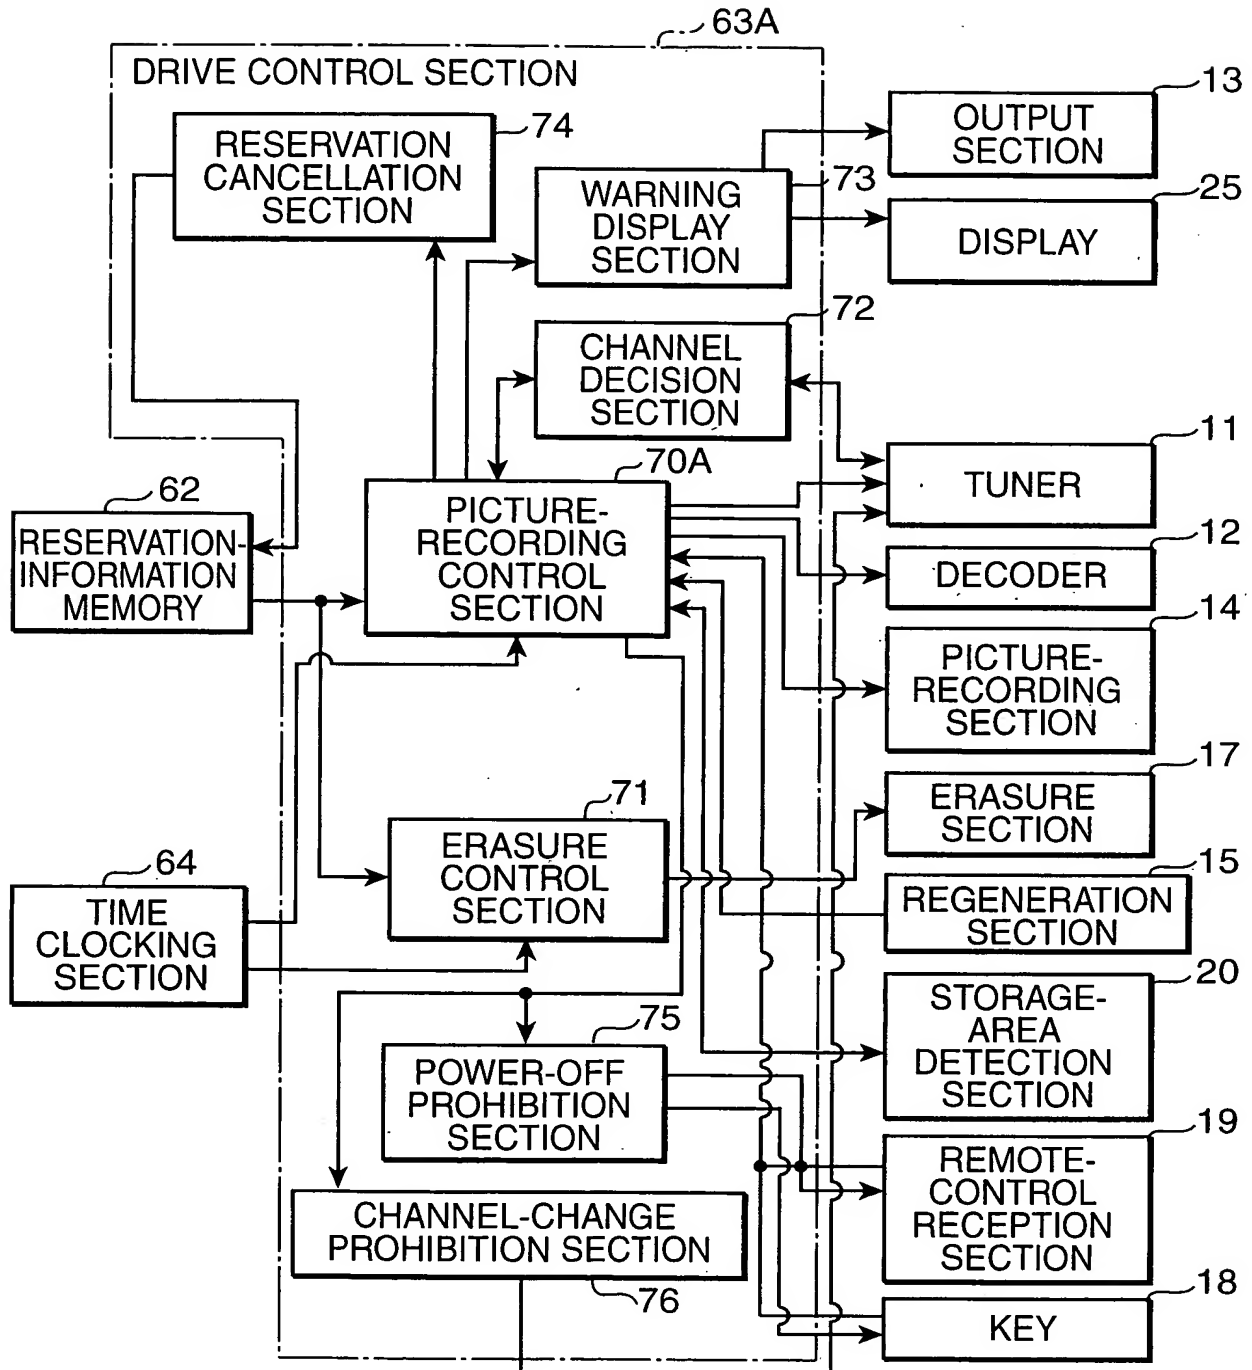 63A
DRIVE CONTROL SECTION
13
OUTPUT
SECTION
74
RESERVATION
CANCELLATION
SECTION
73
WARNING
DISPLAY
SECTION
25
DISPLAY
72
CHANNEL
DECISION
SECTION
11
TUNER
70A
PICTURE-
RECORDING
CONTROL
SECTION
62
RESERVATION-
INFORMATION
MEMORY
12
DECODER
14
PICTURE-
RECORDING
SECTION
17
ERASURE
SECTION
71
ERASURE
CONTROL
SECTION
64
TIME
CLOCKING
SECTION
15
REGENERATION
SECTION
20
STORAGE-
AREA
DETECTION
SECTION
75
POWER-OFF
PROHIBITION
SECTION
19
REMOTE-
CONTROL
RECEPTION
SECTION
CHANNEL-CHANGE
PROHIBITION SECTION
76
18
KEY